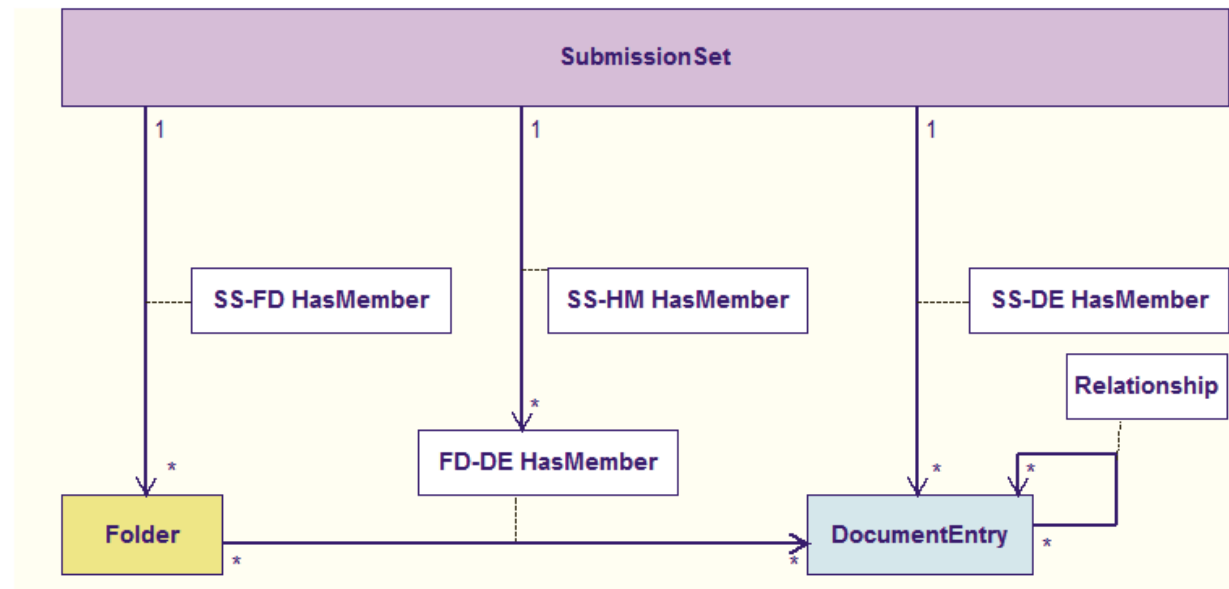 SubmissionSet
1
1
1
SS-FD HasMember
SS-HM HasMember
SS-DE HasMember
Relationship
*
FD-DE HasMember
*
*
*
Folder
DocumentEntry
*
*
*